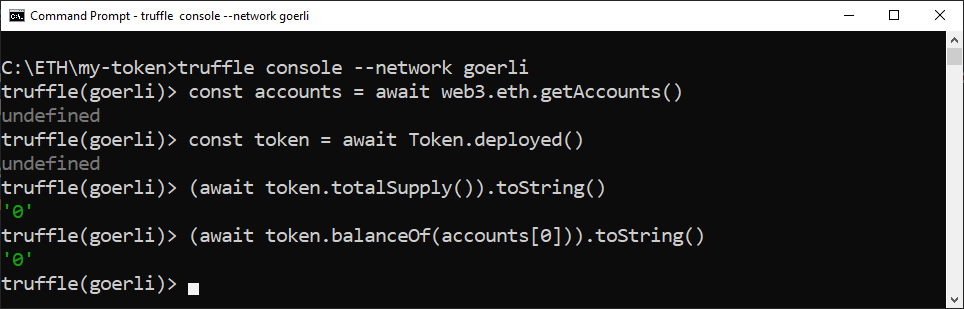 Command Prompt - truffle  console --network goerli
C:\ETH\my-token>truffle console --network goerli
truffle(goerli)> const accounts = await web3.eth.getAccounts()
undefined
truffle(goerli)> const token = await Token.deployed()
undefined
truffle(goerli)> (await token.totalSupply()).toString()
'0'
truffle(goerli)> (await token.balanceOf(accounts[0])).toString()
'0'
truffle(goerli)>